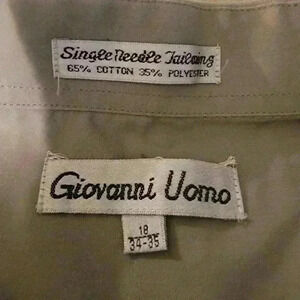 Single Needle Tailoring
65% COTTON 35% POLYESTER
Giovanni Uomo
18
34-35